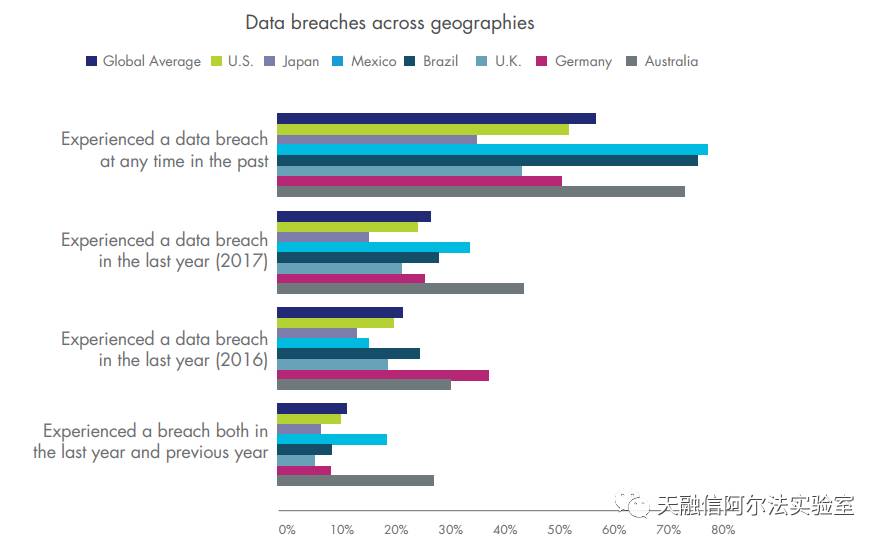 Data breaches across geographies
Global Average U.S. Japan Mexico Brazil U.K. Germany Australia
Experienced a data breach
at any time in the past
Experienced a data breach
in the last year (2017)
Experienced a data breach
in the last year (2016)
Experienced a breach both in
the last year and previous year
0% 10% 20% 30% 40% 50% 60% 70% 80%
天融信阿尔法实验室